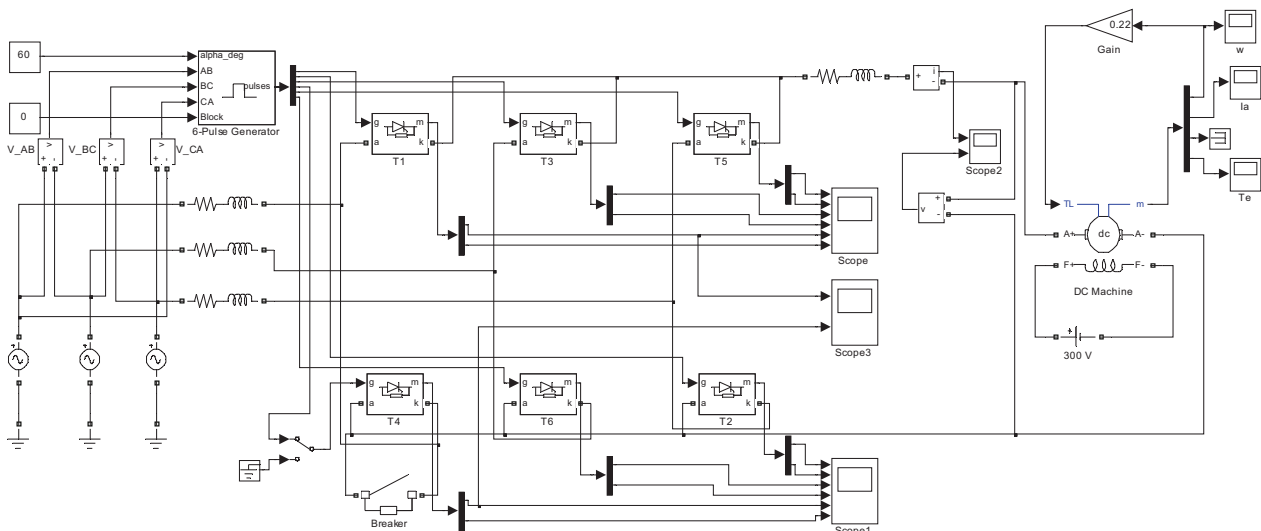 60
0
alpha_deg
AB
BC
CA
Block
pulses
6-Pulse Generator
V_AB
V_BC
V_CA
v
+ -
v
+ -
v
+ -
g
a
m
k
T1
g
a
m
k
T3
g
a
m
k
T5
+
i
-
Scope2
v
+
-
0.22
Gain
w
Ia
Te
TL
m
A+
dc
A-
F+
F-
DC Machine
+
300 V
Scope
Scope3
+
+
+
g
a
m
k
T4
g
a
m
k
T6
g
a
m
k
T2
Breaker
Scope1